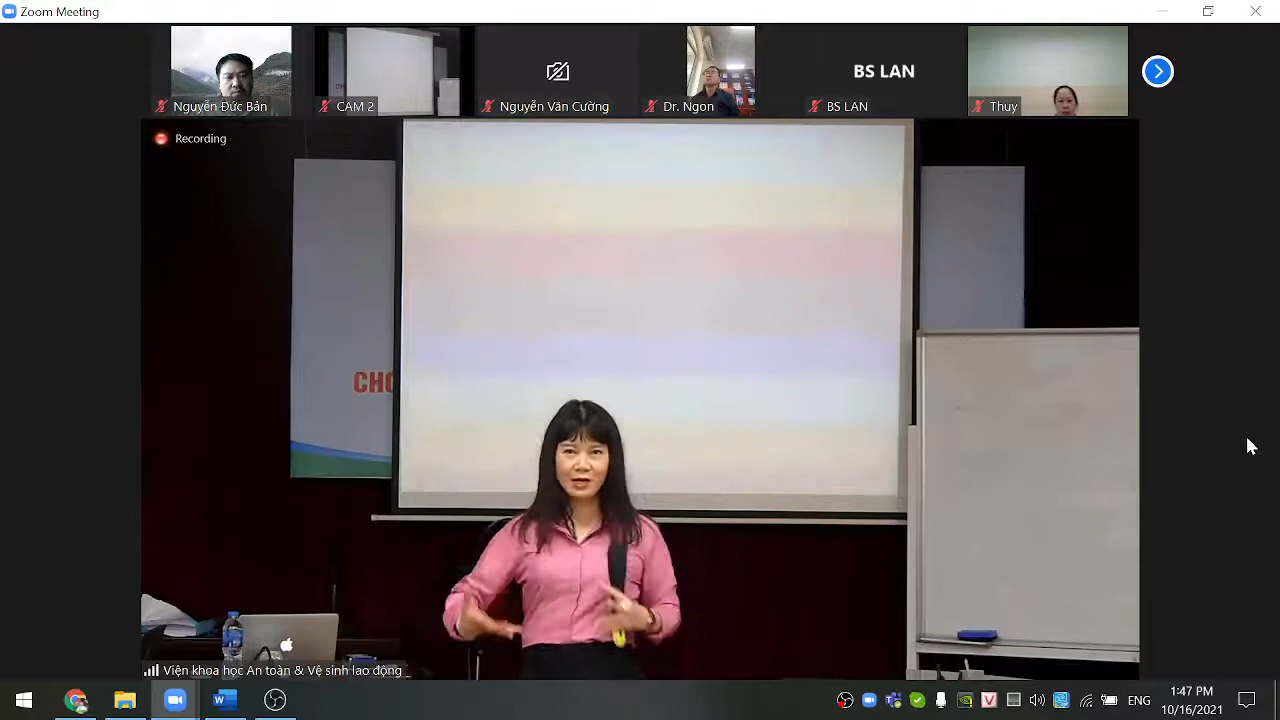 Zoom Meeting
BS LAN
Nguyễn Đức Bản
CAM 2
Nguyễn Văn Cường
Dr. Ngon
BS LAN
Thuy
Recording
CHO
Viện khoa học An toàn & Vệ sinh lao động
ENG
1:47 PM
10/16/2021